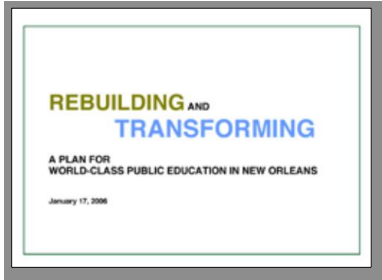 REBUILDING AND
TRANSFORMING
A PLAN FOR
WORLD-CLASS PUBLIC EDUCATION IN NEW ORLEANS
January 17, 2006